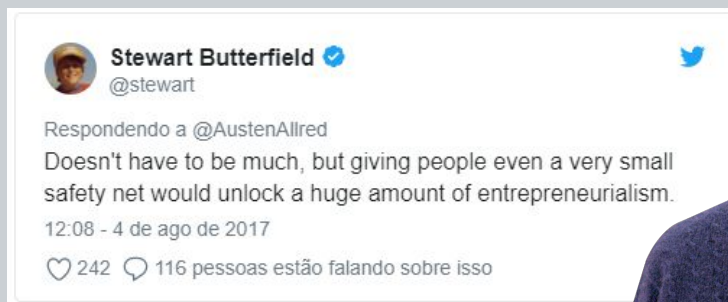 Stewart Butterfield
@stewart
Respondendo a @AustenAllred
Doesn't have to be much, but giving people even a very small
safety net would unlock a huge amount of entrepreneurialism.
12:08 - 4 de ago de 2017
242 116 pessoas estão falando sobre isso